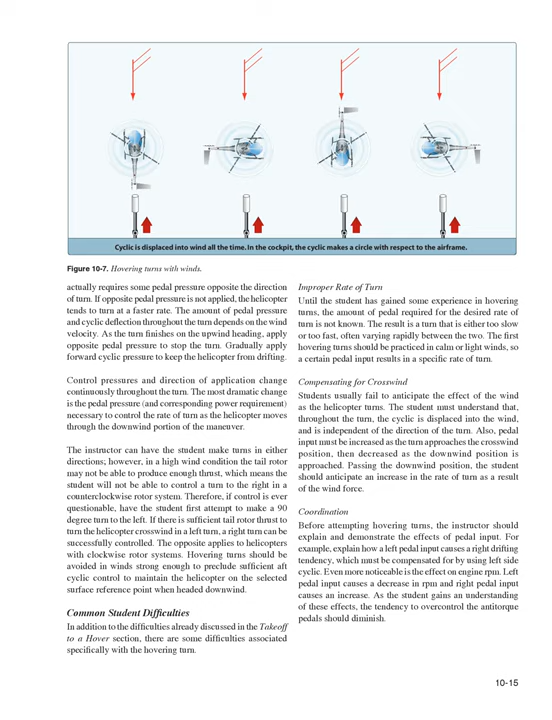 Cyclic is displaced into wind all the time. In the cockpit, the cyclic makes a circle with respect to the airframe.
Figure 10-7. Hovering turns with winds.
actually requires some pedal pressure opposite the direction
of turn. If opposite pedal pressure is not applied, the helicopter
tends to turn at a faster rate. The amount of pedal pressure
and cyclic deflection throughout the turn depends on the wind
velocity. As the turn finishes on the upwind heading, apply
opposite pedal pressure to stop the turn. Gradually apply
forward cyclic pressure to keep the helicopter from drifting.
Control pressures and direction of application change
continuously throughout the turn. The most dramatic change
is the pedal pressure (and corresponding power requirement)
necessary to control the rate of turn as the helicopter moves
through the downwind portion of the maneuver.
The instructor can have the student make turns in either
directions; however, in a high wind condition the tail rotor
may not be able to produce enough thrust, which means the
student will not be able to control a turn to the right in a
counterclockwise rotor system. Therefore, if control is ever
questionable, have the student first attempt to make a 90
degree turn to the left. If there is sufficient tail rotor thrust to
turn the helicopter crosswind in a left turn, a right turn can be
successfully controlled. The opposite applies to helicopters
with clockwise rotor systems. Hovering turns should be
avoided in winds strong enough to preclude sufficient aft
cyclic control to maintain the helicopter on the selected
surface reference point when headed downwind.
Common Student Difficulties
In addition to the difficulties already discussed in the Takeoff
to a Hover section, there are some difficulties associated
specifically with the hovering turn.
Improper Rate of Turn
Until the student has gained some experience in hovering
turns, the amount of pedal required for the desired rate of
turn is not known. The result is a turn that is either too slow
or too fast, often varying rapidly between the two. The first
hovering turns should be practiced in calm or light winds, so
a certain pedal input results in a specific rate of turn.
Compensating for Crosswind
Students usually fail to anticipate the effect of the wind
as the helicopter turns. The student must understand that,
throughout the turn, the cyclic is displaced into the wind,
and is independent of the direction of the turn. Also, pedal
input must be increased as the turn approaches the crosswind
position, then decreased as the downwind position is
approached. Passing the downwind position, the student
should anticipate an increase in the rate of turn as a result
of the wind force.
Coordination
Before attempting hovering turns, the instructor should
explain and demonstrate the effects of pedal input. For
example, explain how a left pedal input causes a right drifting
tendency, which must be compensated for by using left side
cyclic. Even more noticeable is the effect on engine rpm. Left
pedal input causes a decrease in rpm and right pedal input
causes an increase. As the student gains an understanding
of these effects, the tendency to overcontrol the antitorque
pedals should diminish.
10-15